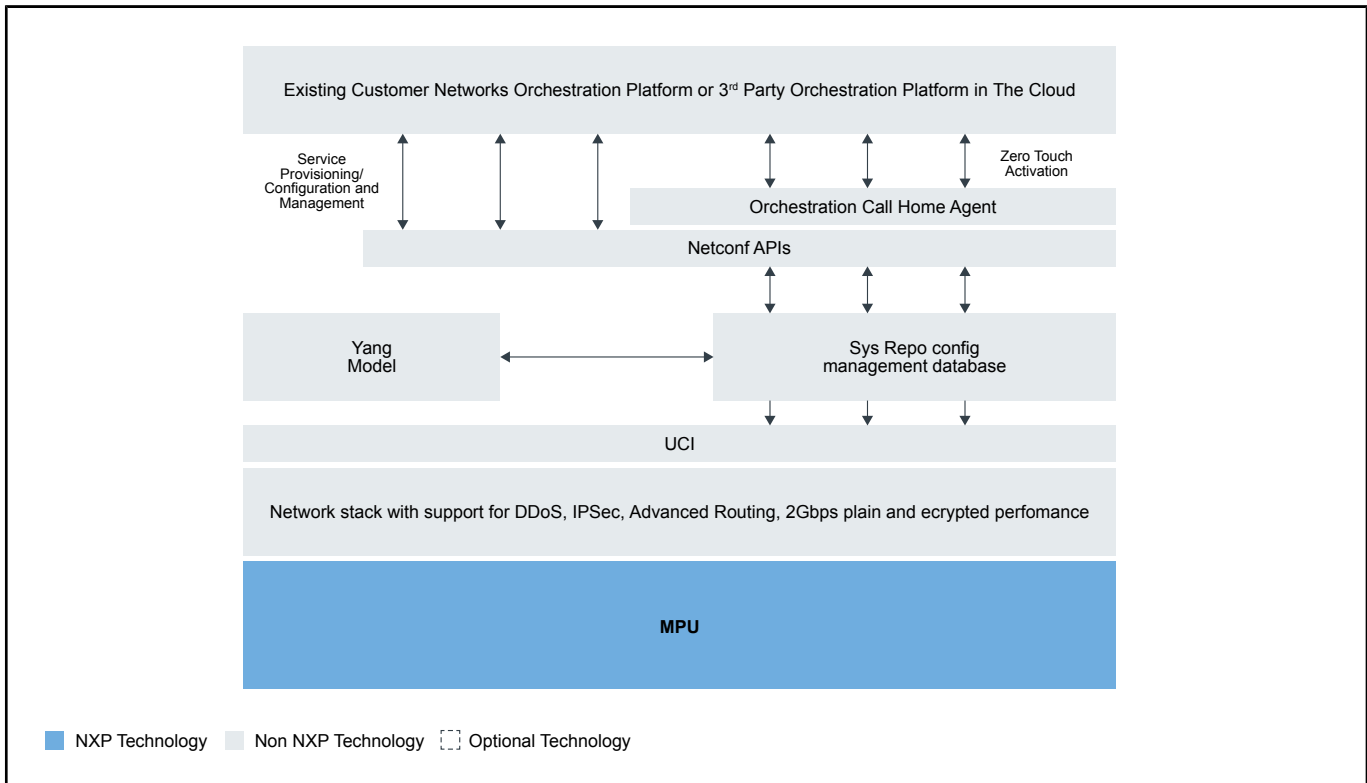 Existing Customer Networks Orchestration Platform or 3rd Party Orchestration Platform in The Cloud
Service
Provisioning/
Configuration and
Management
Zero Touch
Activation
Orchestration Call Home Agent
Netconf APIs
Yang
Model
Sys Repo config
management database
UCI
Network stack with support for DDoS, IPSec, Advanced Routing, 2Gbps plain and ecrypted perfomance
MPU
NXP Technology
Non NXP Technology
Optional Technology